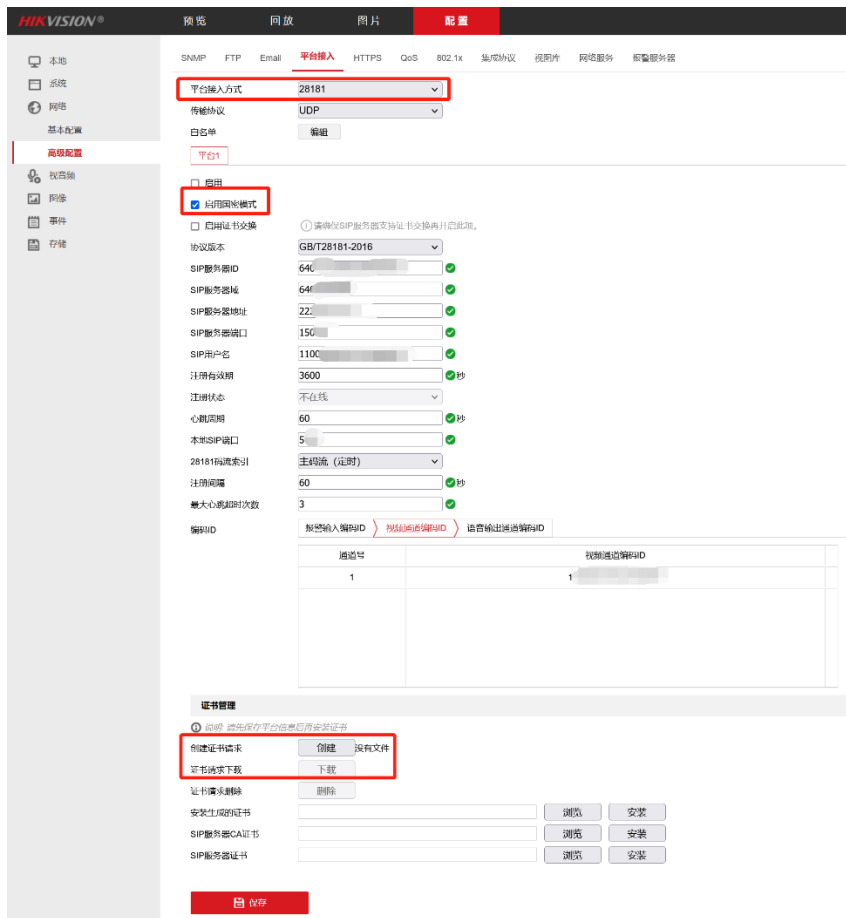 HIKVISION® 预览 回放 图片 配置
本地
系统
网络
基本配置
高级配置
视音频
图像
事件
存储
SNMP FTP Email 平台接入 HTTPS QoS 802.1x 集成协议 视图库 网络服务 报警服务器
平台接入方式 28181
传输协议 UDP
白名单 编辑
平台1
启用
启用国密模式
启用证书交换 请确保SIP服务器支持证书交换再开启此项。
协议版本 GB/T28181-2016
SIP服务器ID 640
SIP服务器域 640
SIP服务器地址 222
SIP服务器端口 150
SIP用户名 1100
注册有效期 3600 秒
注册状态 不在线
心跳周期 60 秒
本地SIP端口 5
28181码流索引 主码流（定时）
注册间隔 60 秒
最大心跳超时次数 3
编码ID 报警输入编码ID 视频通道编码ID 语音输出通道编码ID
通道号 视频通道编码ID
1 1
证书管理
说明: 请先保存平台信息后再安装证书
创建证书请求 创建 没有文件
证书请求下载 下载
证书请求删除 删除
安装生成的证书 浏览 安装
SIP服务器CA证书 浏览 安装
SIP服务器证书 浏览 安装
保存